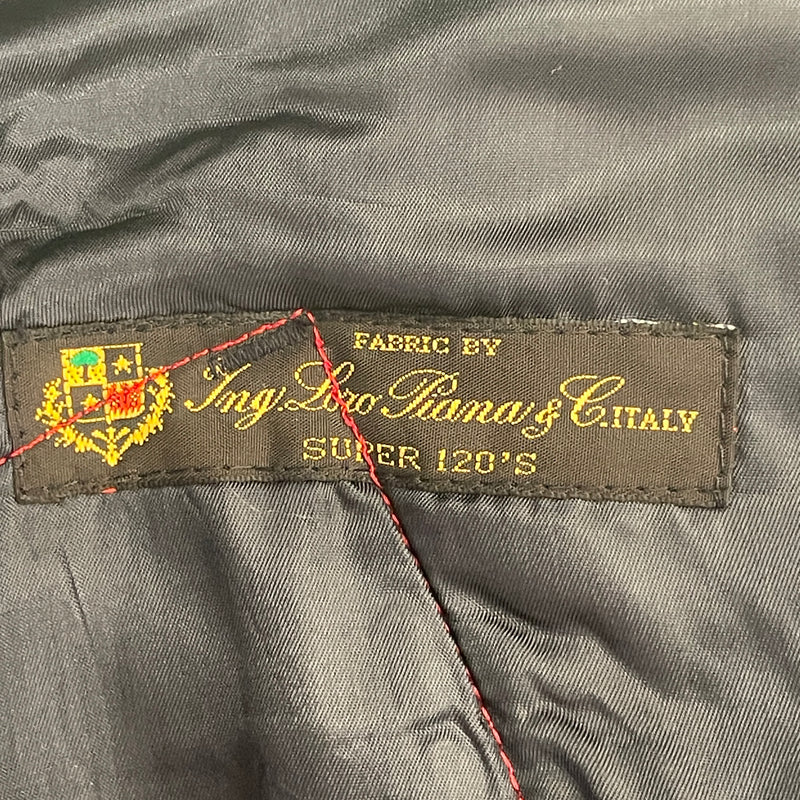 FABRIC BY
"Ing. Loro Piana & C. ITALY
SUPER 120'S